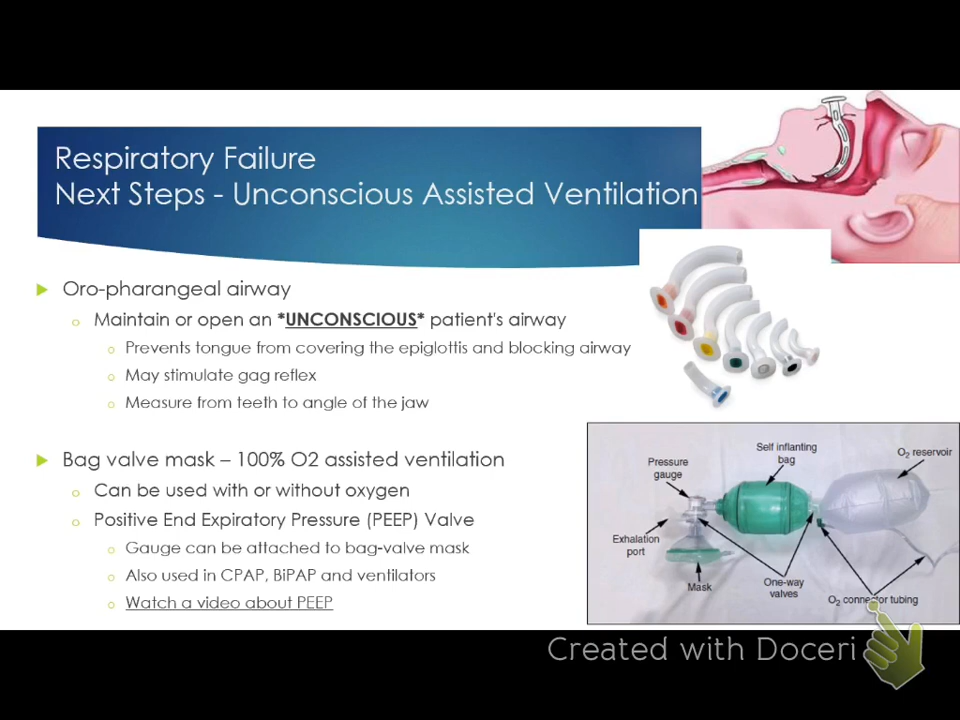 Respiratory Failure
Next Steps - Unconscious Assisted Ventilation
Oro-pharangeal airway
Maintain or open an *UNCONSCIOUS* patient's airway
Prevents tongue from covering the epiglottis and blocking airway
May stimulate gag reflex
Measure from teeth to angle of the jaw
Bag valve mask – 100% O2 assisted ventilation
Can be used with or without oxygen
Positive End Expiratory Pressure (PEEP) Valve
Gauge can be attached to bag-valve mask
Also used in CPAP, BiPAP and ventilators
Watch a video about PEEP
Self inflanting
bag
O2 reservoir
Pressure
gauge
Exhalation
port
Mask
One-way
valves
O2 connector tubing
Created with Doceri